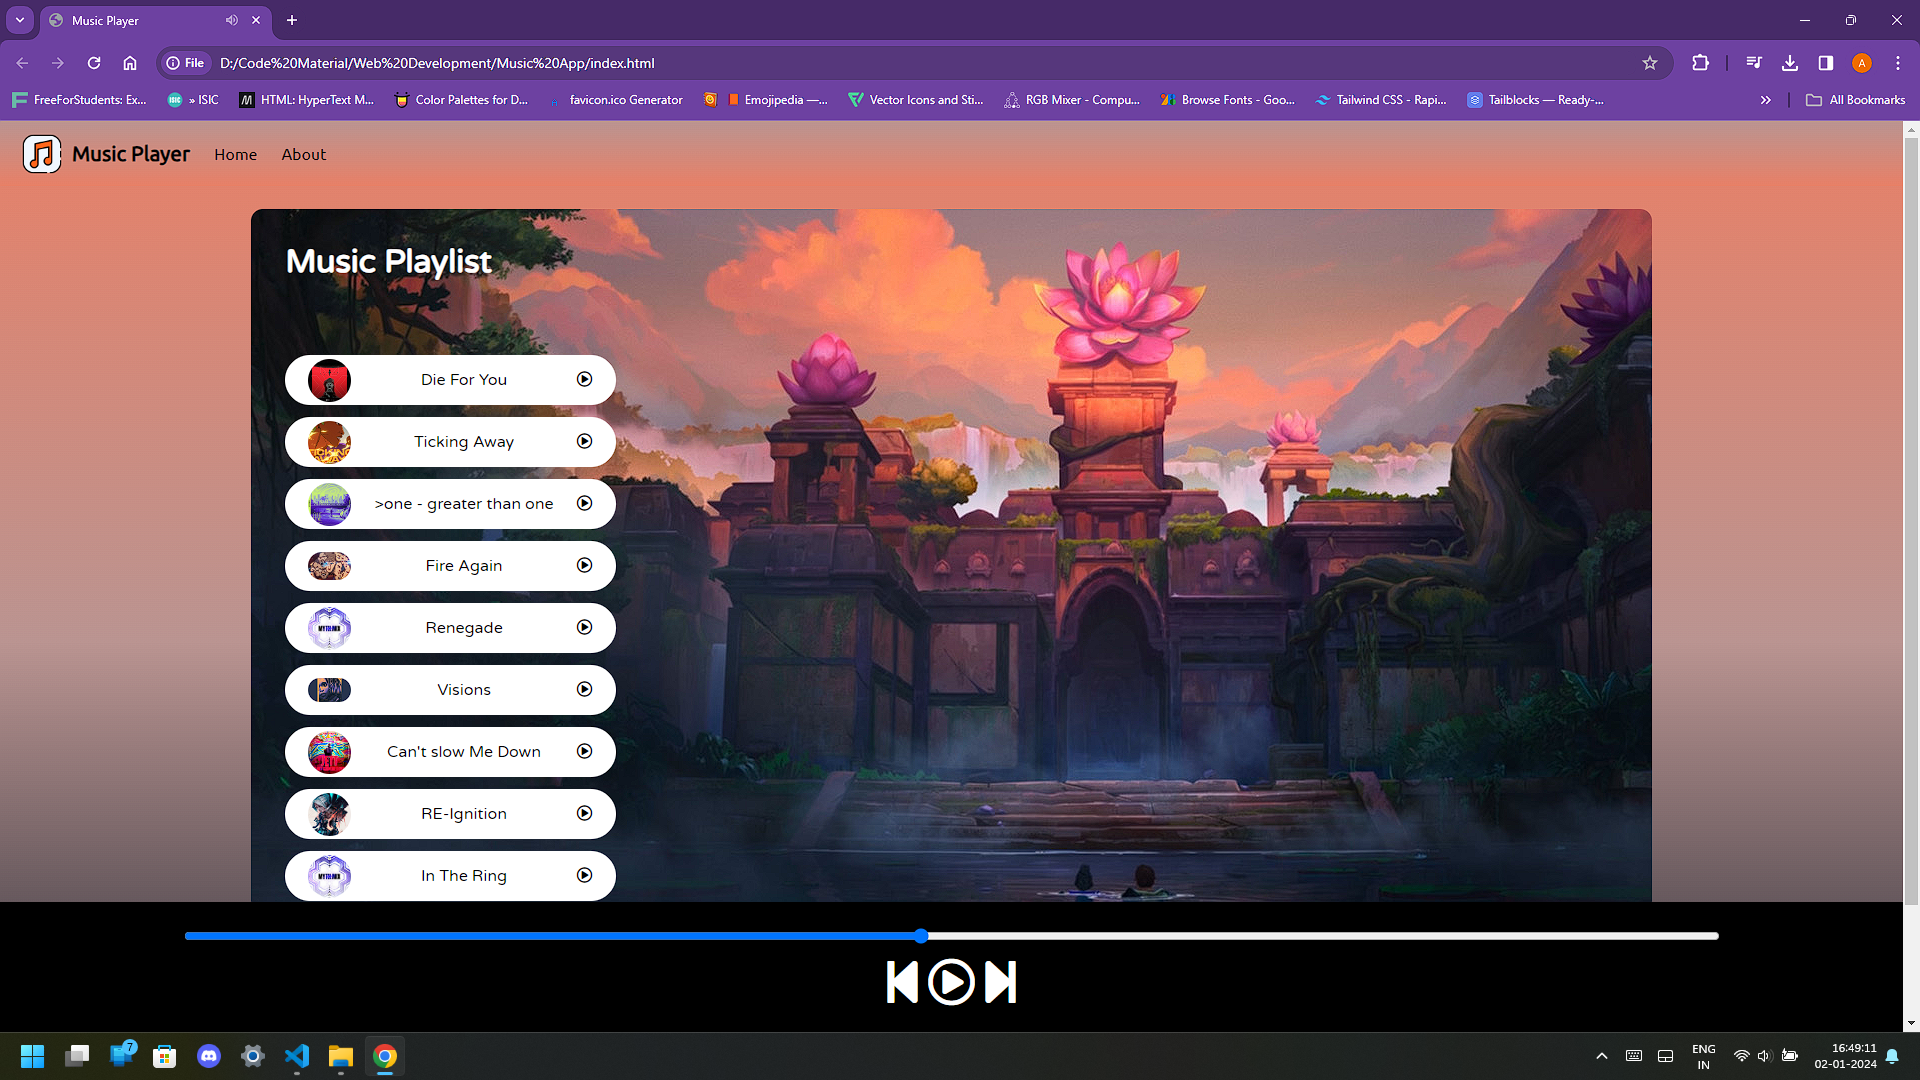 Music Player
File D:/Code%20Material/Web%20Development/Music%20App/index.html A
FreeForStudents: Ex... » ISIC HTML: HyperText M... Color Palettes for D... favicon.ico Generator Emojipedia —... Vector Icons and Sti... RGB Mixer - Compu... Browse Fonts - Goo... Tailwind CSS - Rapi... Tailblocks — Ready-... All Bookmarks
Music Player Home About
Music Playlist
Die For You
Ticking Away
>one - greater than one
Fire Again
Renegade
Visions
Can't slow Me Down
RE-Ignition
In The Ring
7
ENG
IN
16:49:11
02-01-2024